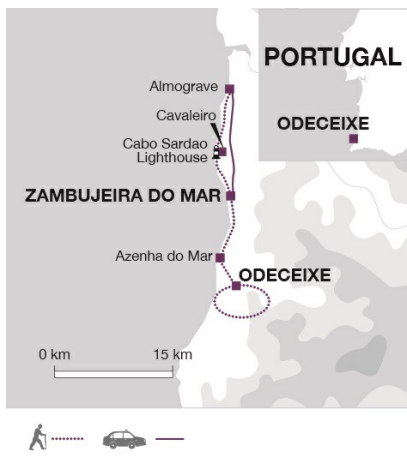 PORTUGAL
ODECEIXE
Almograve
Cavaleiro
Cabo Sardao
Lighthouse
ZAMBUJEIRA DO MAR
Azenha do Mar
ODECEIXE
0 km 15 km